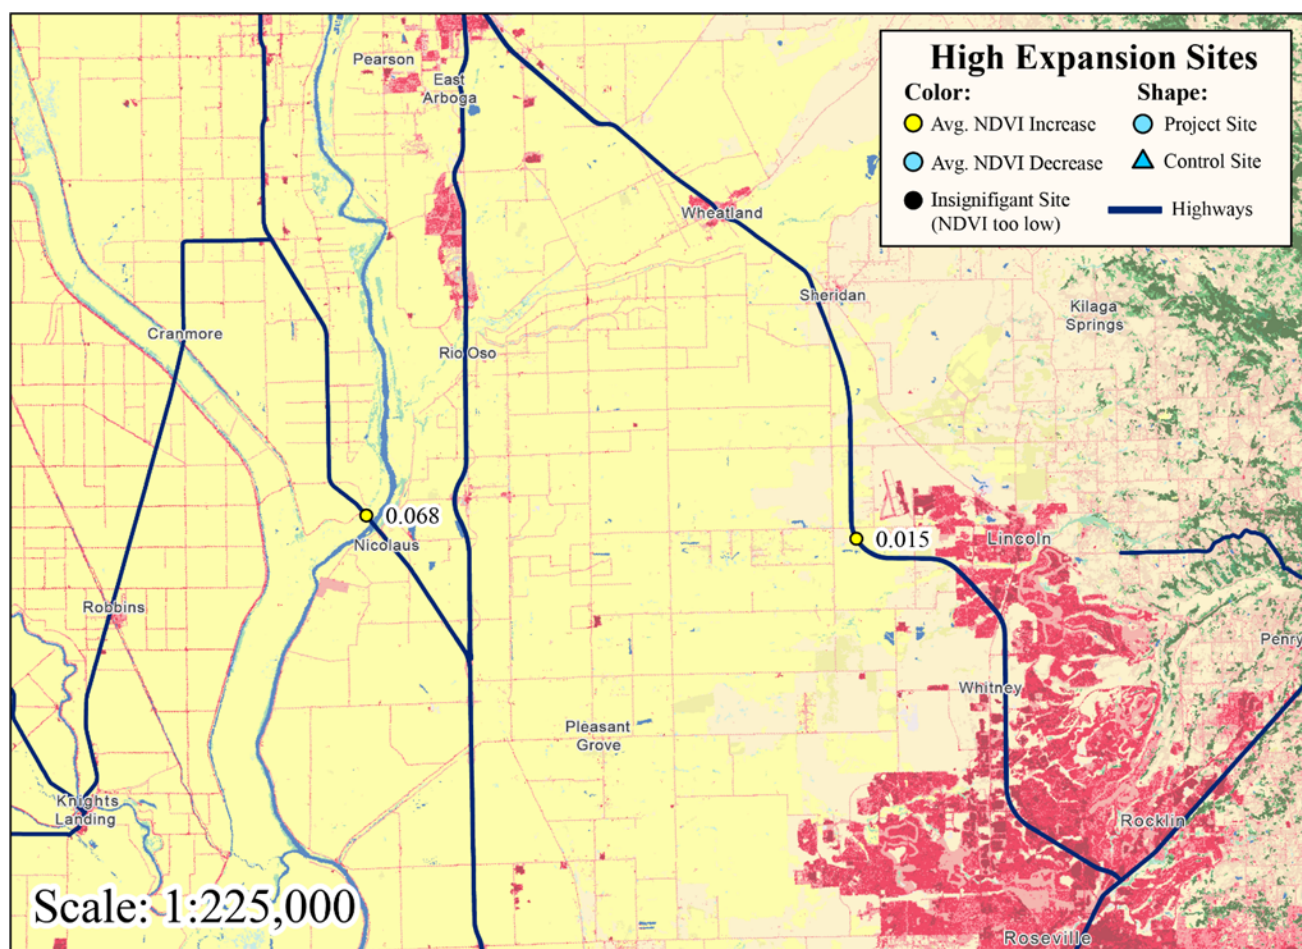 High Expansion Sites
Color:
Shape:
Avg. NDVI Increase
Project Site
Avg. NDVI Decrease
Control Site
Insignifigant Site
(NDVI too low)
Highways
Pearson
East
Arboga
Wheatland
Sheridan
Kilaga
Springs
Cranmore
Rio Oso
0.068
Nicolaus
0.015
Lincoln
Robbins
Penry
Whitney
Pleasant
Grove
Knights
Landing
Rocklin
Scale: 1:225,000
Roseville